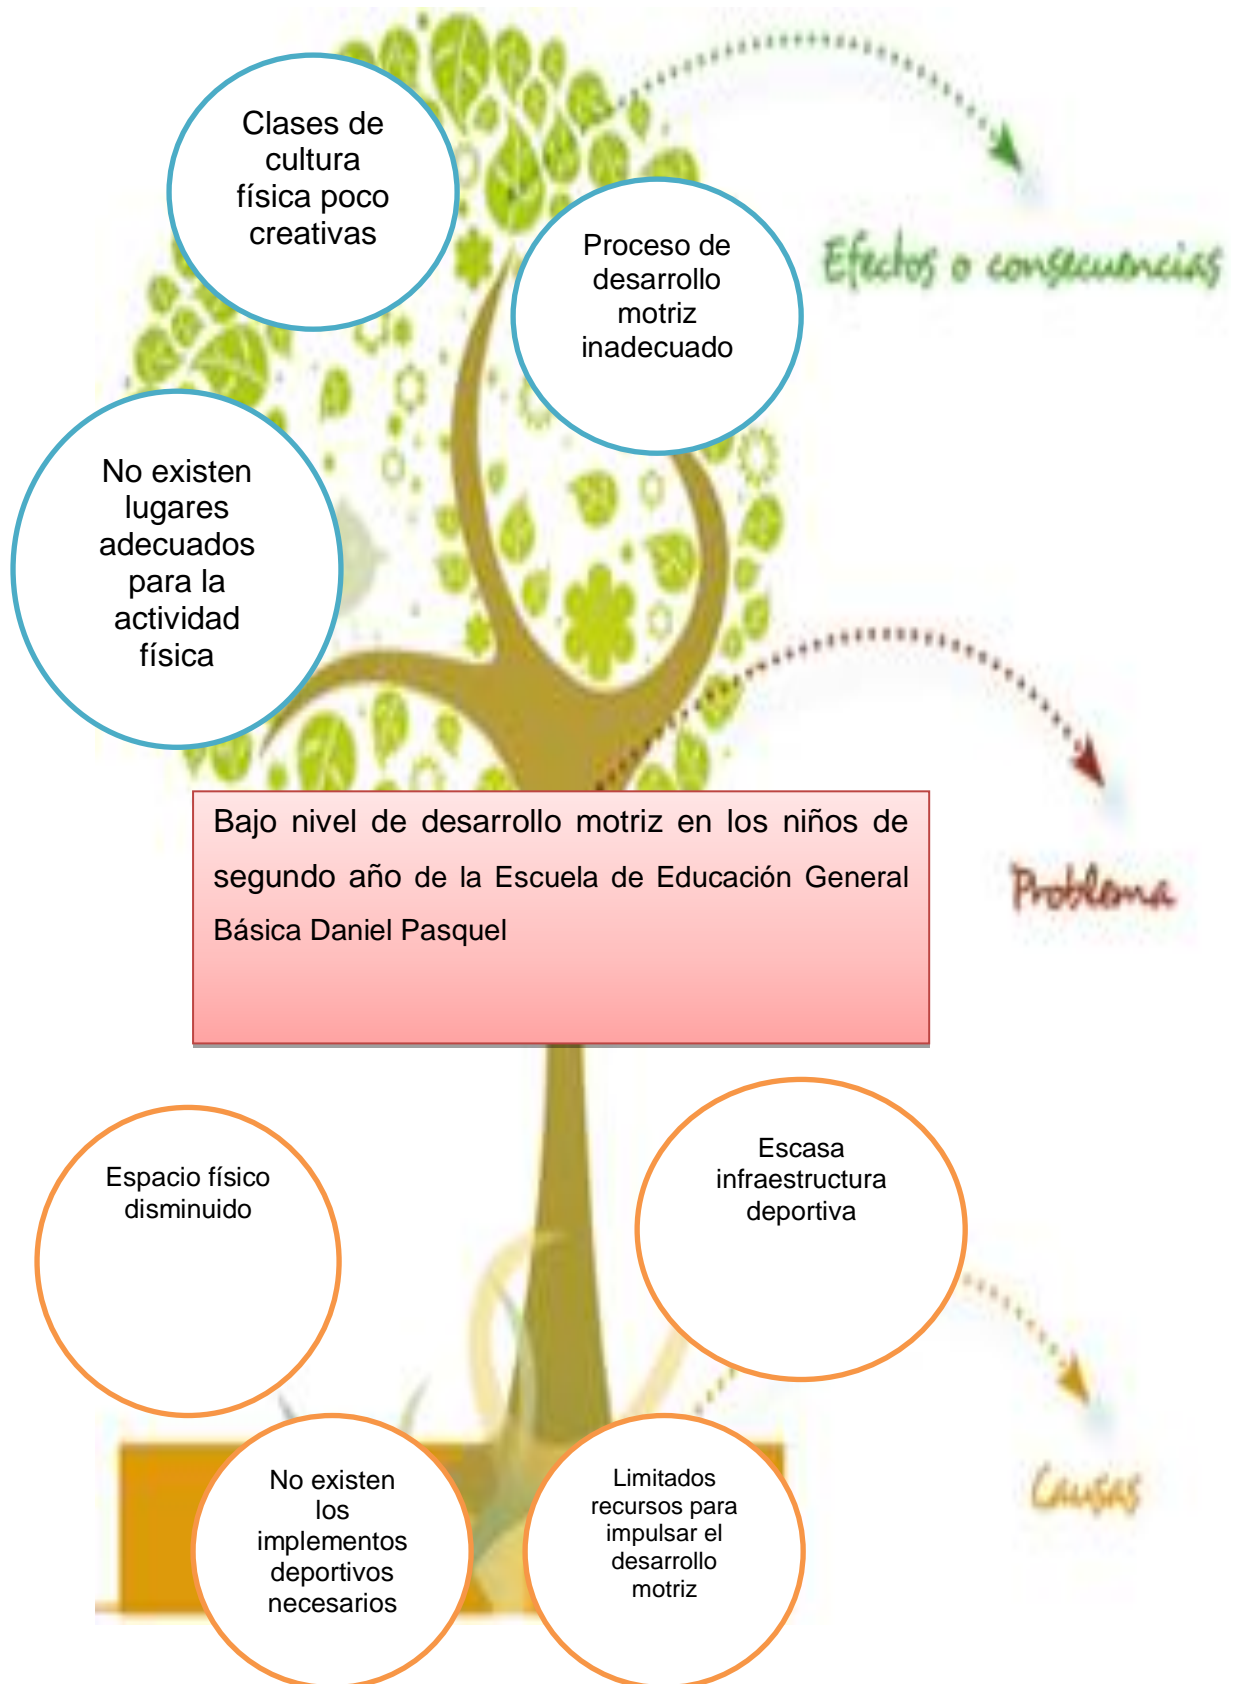 Clases de
cultura
física poco
creativas
Proceso de
desarrollo
motriz
inadecuado
Efectos o consecuencias
No existen
lugares
adecuados
para la
actividad
física
Bajo nivel de desarrollo motriz en los niños de
segundo año de la Escuela de Educación General
Básica Daniel Pasquel
Problema
Espacio físico
disminuido
Escasa
infraestructura
deportiva
No existen
los
implementos
deportivos
necesarios
Limitados
recursos para
impulsar el
desarrollo
motriz
Causas